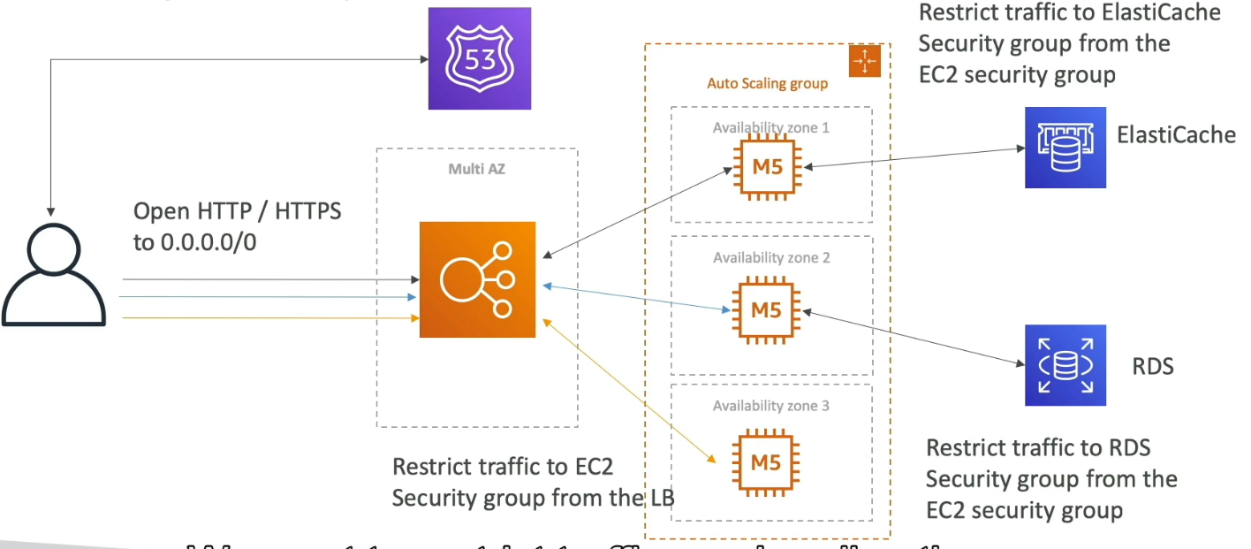 Restrict traffic to ElastiCache
Security group from the
EC2 security group
53
Auto Scaling group
Availability zone 1
M5
ElastiCache
Multi AZ
Open HTTP / HTTPS
to 0.0.0.0/0
Availability zone 2
M5
RDS
Availability zone 3
M5
Restrict traffic to EC2
Security group from the LB
Restrict traffic to RDS
Security group from the
EC2 security group